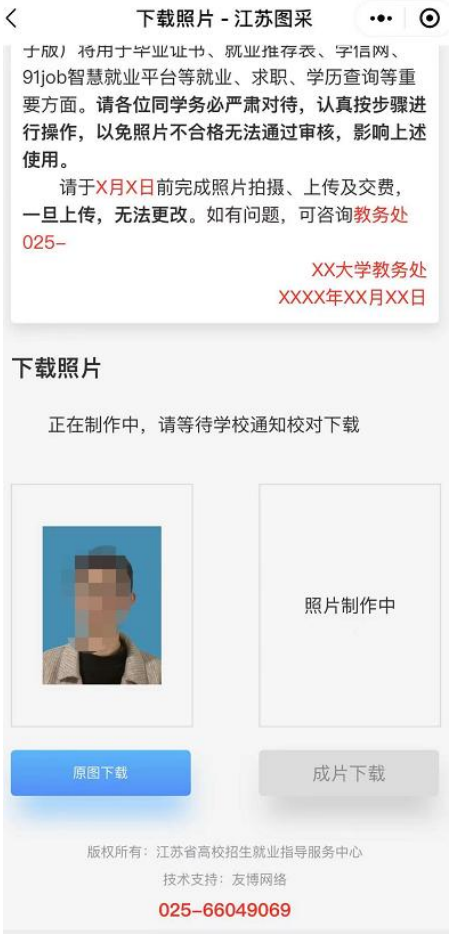 下载照片 - 江苏图采
子版）将用于毕业证书、就业推荐表、学信网、
91job智慧就业平台等就业、求职、学历查询等重
要方面。请各位同学务必严肃对待，认真按步骤进
行操作，以免照片不合格无法通过审核，影响上述
使用。
请于X月X日前完成照片拍摄、上传及交费，
一旦上传，无法更改。如有问题，可咨询教务处
025-
XX大学教务处
XXXX年XX月XX日
下载照片
正在制作中，请等待学校通知校对下载
照片制作中
原图下载
成片下载
版权所有：江苏省高校招生就业指导服务中心
技术支持：友博网络
025-66049069